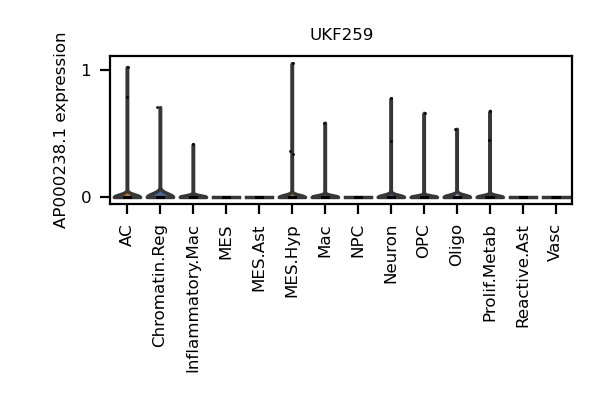 UKF259
AP000238.1 expression
1
0
AC
Chromatin.Reg
Inflammatory.Mac
MES
MES.Ast
MES.Hyp
Mac
NPC
Neuron
OPC
Oligo
Prolif.Metab
Reactive.Ast
Vasc